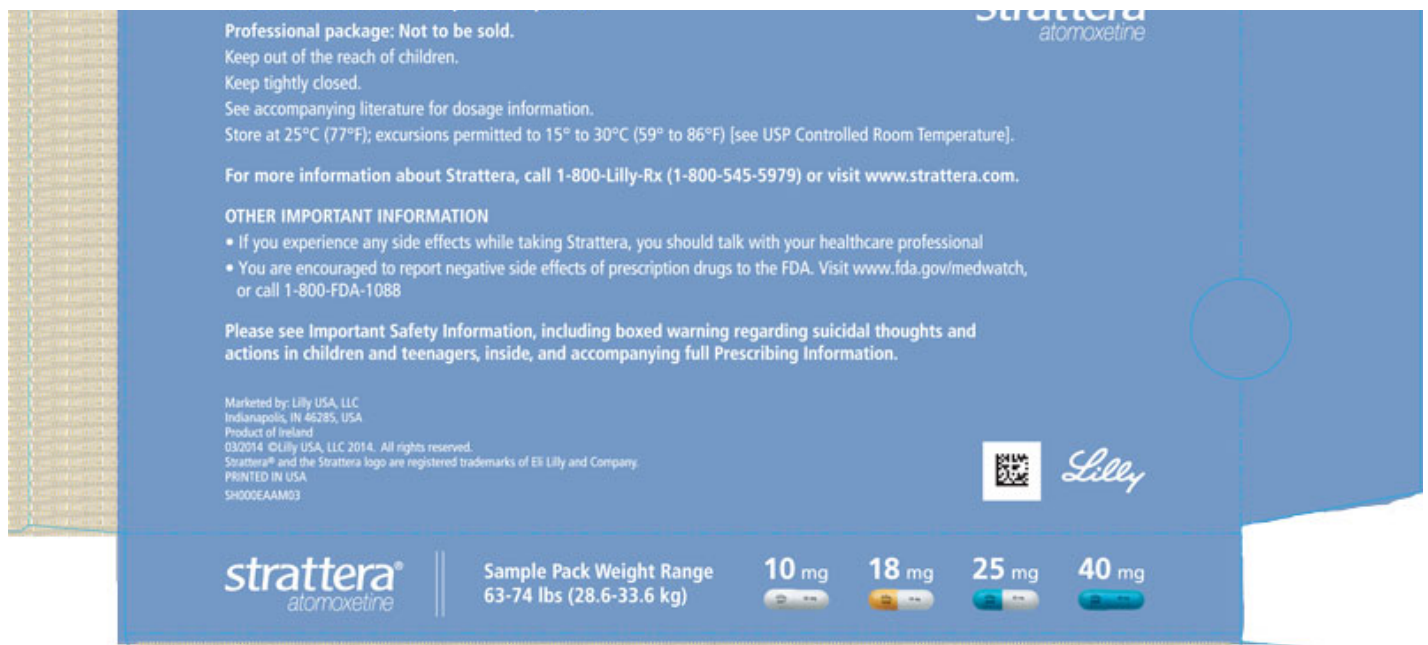 Professional package: Not to be sold.
strattera
atomoxetine
Keep out of the reach of children.
Keep tightly closed.
See accompanying literature for dosage information.
Store at 25°C (77°F); excursions permitted to 15° to 30°C (59° to 86°F) [see USP Controlled Room Temperature].
For more information about Strattera, call 1-800-Lilly-Rx (1-800-545-5979) or visit www.strattera.com.
OTHER IMPORTANT INFORMATION
• If you experience any side effects while taking Strattera, you should talk with your healthcare professional
• You are encouraged to report negative side effects of prescription drugs to the FDA. Visit www.fda.gov/medwatch,
or call 1-800-FDA-1088
Please see Important Safety Information, including boxed warning regarding suicidal thoughts and
actions in children and teenagers, inside, and accompanying full Prescribing Information.
Marketed by: Lilly USA, LLC
Indianapolis, IN 46285, USA
Product of Ireland
03/2014 ©Lilly USA, LLC 2014. All rights reserved.
Strattera® and the Strattera logo are registered trademarks of Eli Lilly and Company.
PRINTED IN USA
SH000EAAM03
Lilly
strattera®
atomoxetine
Sample Pack Weight Range
63-74 lbs (28.6-33.6 kg)
10 mg
18 mg
25 mg
40 mg